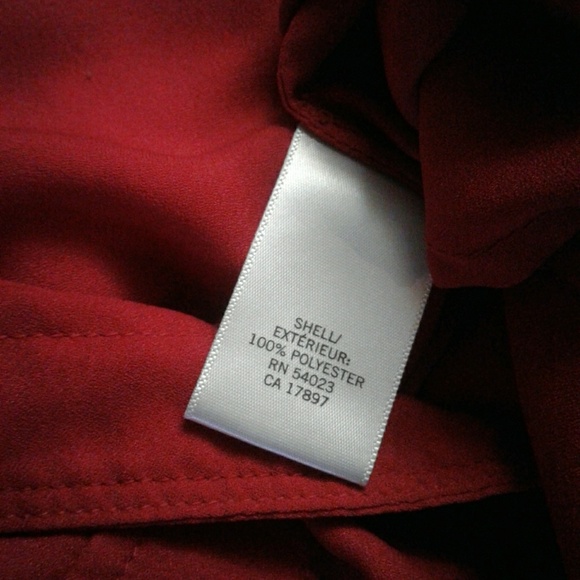 SHELL/
EXTÉRIEUR:
100% POLYESTER
RN 54023
CA 17897